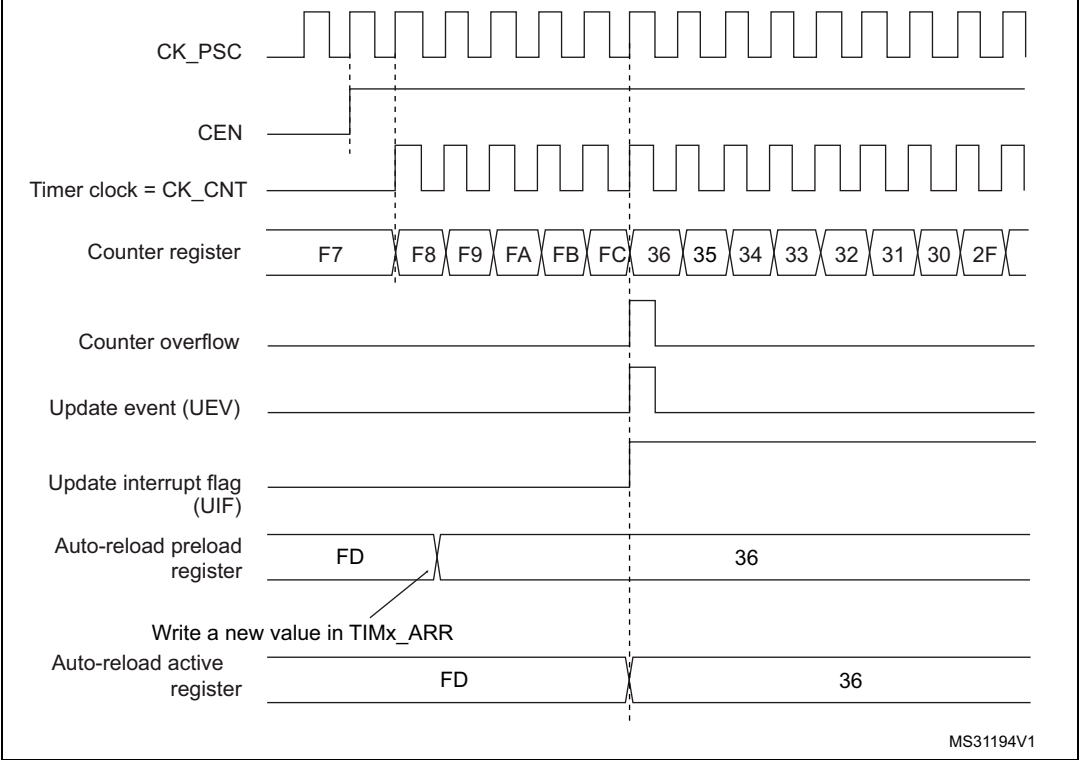 CK_PSC
CEN
Timer clock = CK_CNT
Counter register
F7 F8 F9 FA FB FC 36 35 34 33 32 31 30 2F
Counter overflow
Update event (UEV)
Update interrupt flag
(UIF)
Auto-reload preload
register
FD 36
Write a new value in TIMx_ARR
Auto-reload active
register
FD 36
MS31194V1